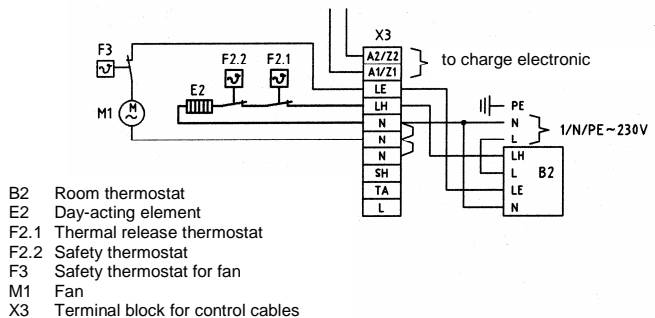 X3
F3
F2.2 F2.1
E2
M1
M
A2/Z2
A1/Z1
LE
LH
N
N
N
SH
TA
L
to charge electronic
PE
N
L
1/N/PE~230V
LH
L
LE
N
B2
B2 Room thermostat
E2 Day-acting element
F2.1 Thermal release thermostat
F2.2 Safety thermostat
F3 Safety thermostat for fan
M1 Fan
X3 Terminal block for control cables